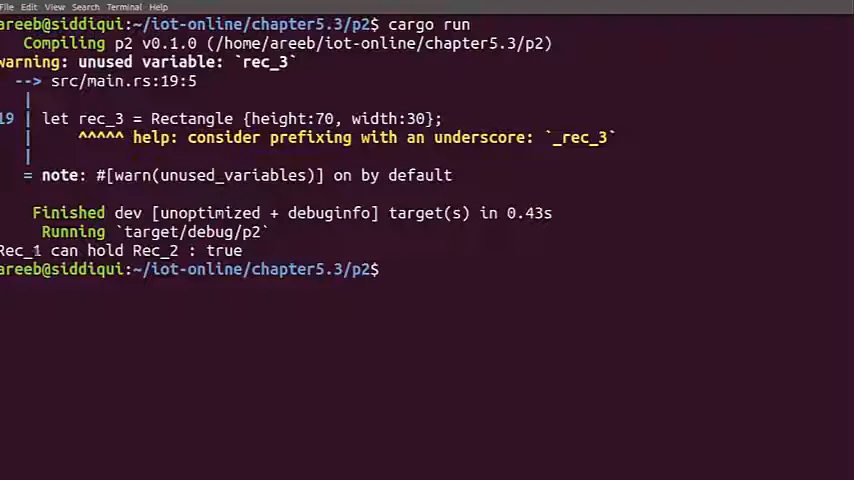 File Edit View Search Terminal Help
areeb@siddiqui:~/iot-online/chapter5.3/p2$ cargo run
Compiling p2 v0.1.0 (/home/areeb/iot-online/chapter5.3/p2)
warning: unused variable: `rec_3`
--> src/main.rs:19:5
|
19 | let rec_3 = Rectangle {height:70, width:30};
| ^^^^^ help: consider prefixing with an underscore: `_rec_3`
|
= note: #[warn(unused_variables)] on by default
Finished dev [unoptimized + debuginfo] target(s) in 0.43s
Running `target/debug/p2`
Rec_1 can hold Rec_2 : true
areeb@siddiqui:~/iot-online/chapter5.3/p2$